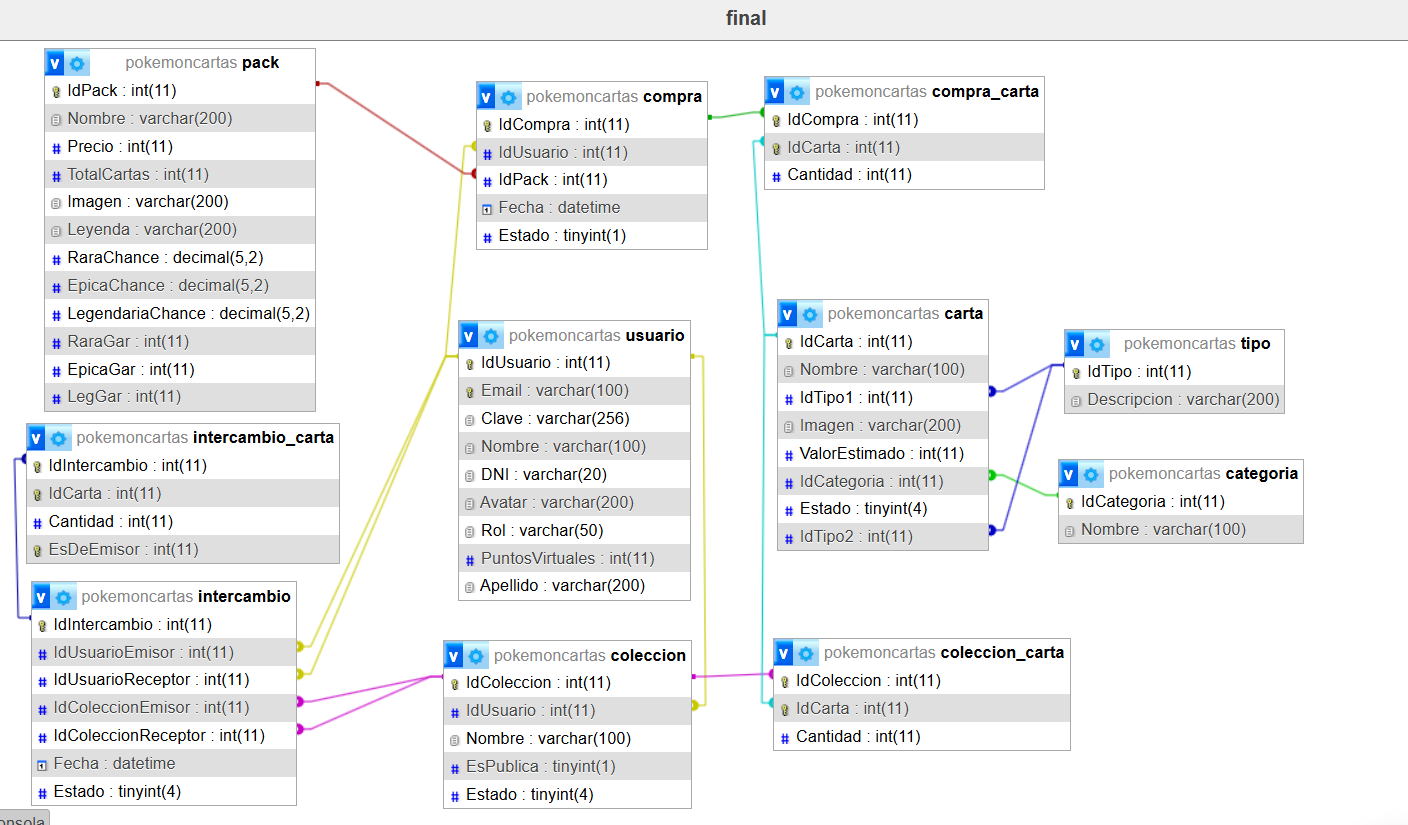 final
v pokemoncartas pack
IdPack : int(11)
Nombre : varchar(200)
# Precio : int(11)
# TotalCartas : int(11)
Imagen : varchar(200)
Leyenda : varchar(200)
# RaraChance : decimal(5,2)
# EpicaChance : decimal(5,2)
# LegendariaChance : decimal(5,2)
# RaraGar : int(11)
# EpicaGar : int(11)
# LegGar : int(11)
v pokemoncartas compra
IdCompra : int(11)
# IdUsuario : int(11)
# IdPack : int(11)
Fecha : datetime
# Estado : tinyint(1)
v pokemoncartas compra_carta
IdCompra : int(11)
IdCarta : int(11)
# Cantidad : int(11)
v pokemoncartas usuario
IdUsuario : int(11)
Email : varchar(100)
Clave : varchar(256)
Nombre : varchar(100)
DNI : varchar(20)
Avatar : varchar(200)
Rol : varchar(50)
# PuntosVirtuales : int(11)
Apellido : varchar(200)
v pokemoncartas carta
IdCarta : int(11)
Nombre : varchar(100)
# IdTipo1 : int(11)
Imagen : varchar(200)
# ValorEstimado : int(11)
# IdCategoria : int(11)
# Estado : tinyint(4)
# IdTipo2 : int(11)
v pokemoncartas tipo
IdTipo : int(11)
Descripcion : varchar(200)
v pokemoncartas categoria
IdCategoria : int(11)
Nombre : varchar(100)
v pokemoncartas intercambio_carta
IdIntercambio : int(11)
IdCarta : int(11)
# Cantidad : int(11)
EsDeEmisor : int(11)
v pokemoncartas intercambio
IdIntercambio : int(11)
# IdUsuarioEmisor : int(11)
# IdUsuarioReceptor : int(11)
# IdColeccionEmisor : int(11)
# IdColeccionReceptor : int(11)
Fecha : datetime
# Estado : tinyint(4)
v pokemoncartas coleccion
IdColeccion : int(11)
# IdUsuario : int(11)
Nombre : varchar(100)
# EsPublica : tinyint(1)
# Estado : tinyint(4)
v pokemoncartas coleccion_carta
IdColeccion : int(11)
IdCarta : int(11)
# Cantidad : int(11)
onsola